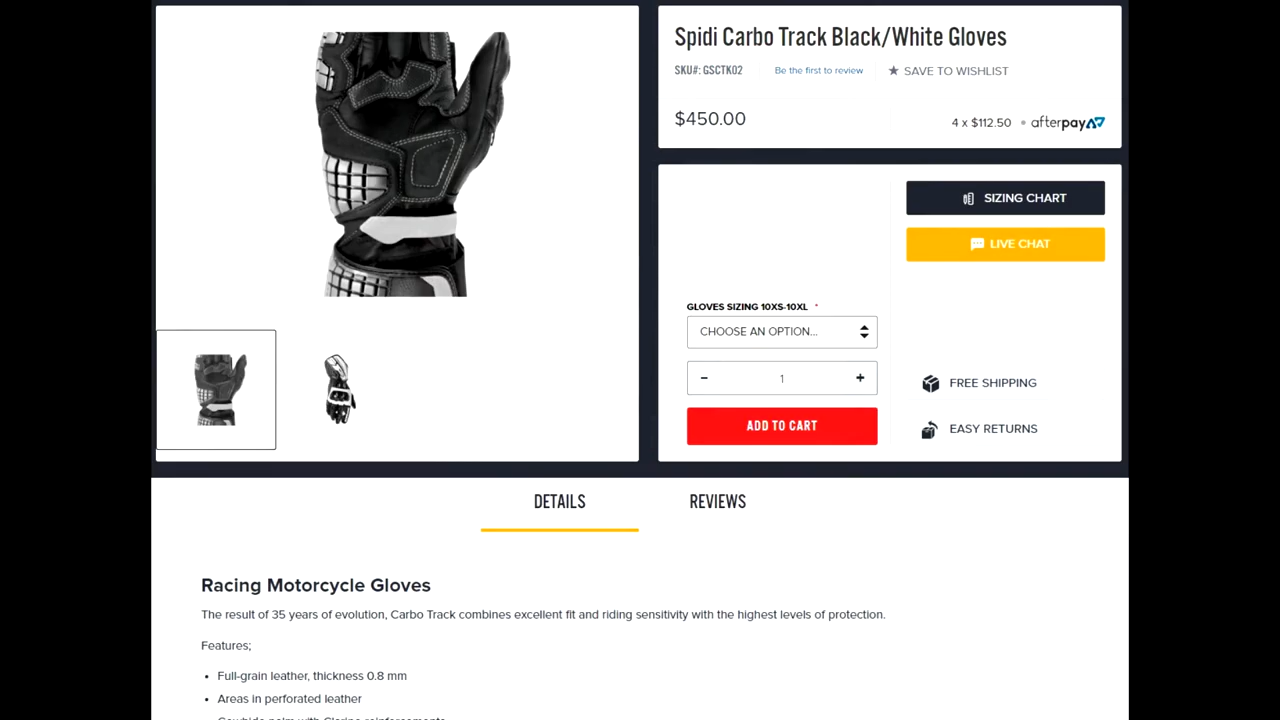 Spidi Carbo Track Black/White Gloves
SKU#: GSCTK02
Be the first to review
SAVE TO WISHLIST
$450.00
4 x $112.50 • afterpay
SIZING CHART
LIVE CHAT
GLOVES SIZING 10XS-10XL *
CHOOSE AN OPTION...
- 1 +
ADD TO CART
FREE SHIPPING
EASY RETURNS
DETAILS
REVIEWS
Racing Motorcycle Gloves
The result of 35 years of evolution, Carbo Track combines excellent fit and riding sensitivity with the highest levels of protection.
Features;
• Full-grain leather, thickness 0.8 mm
• Areas in perforated leather